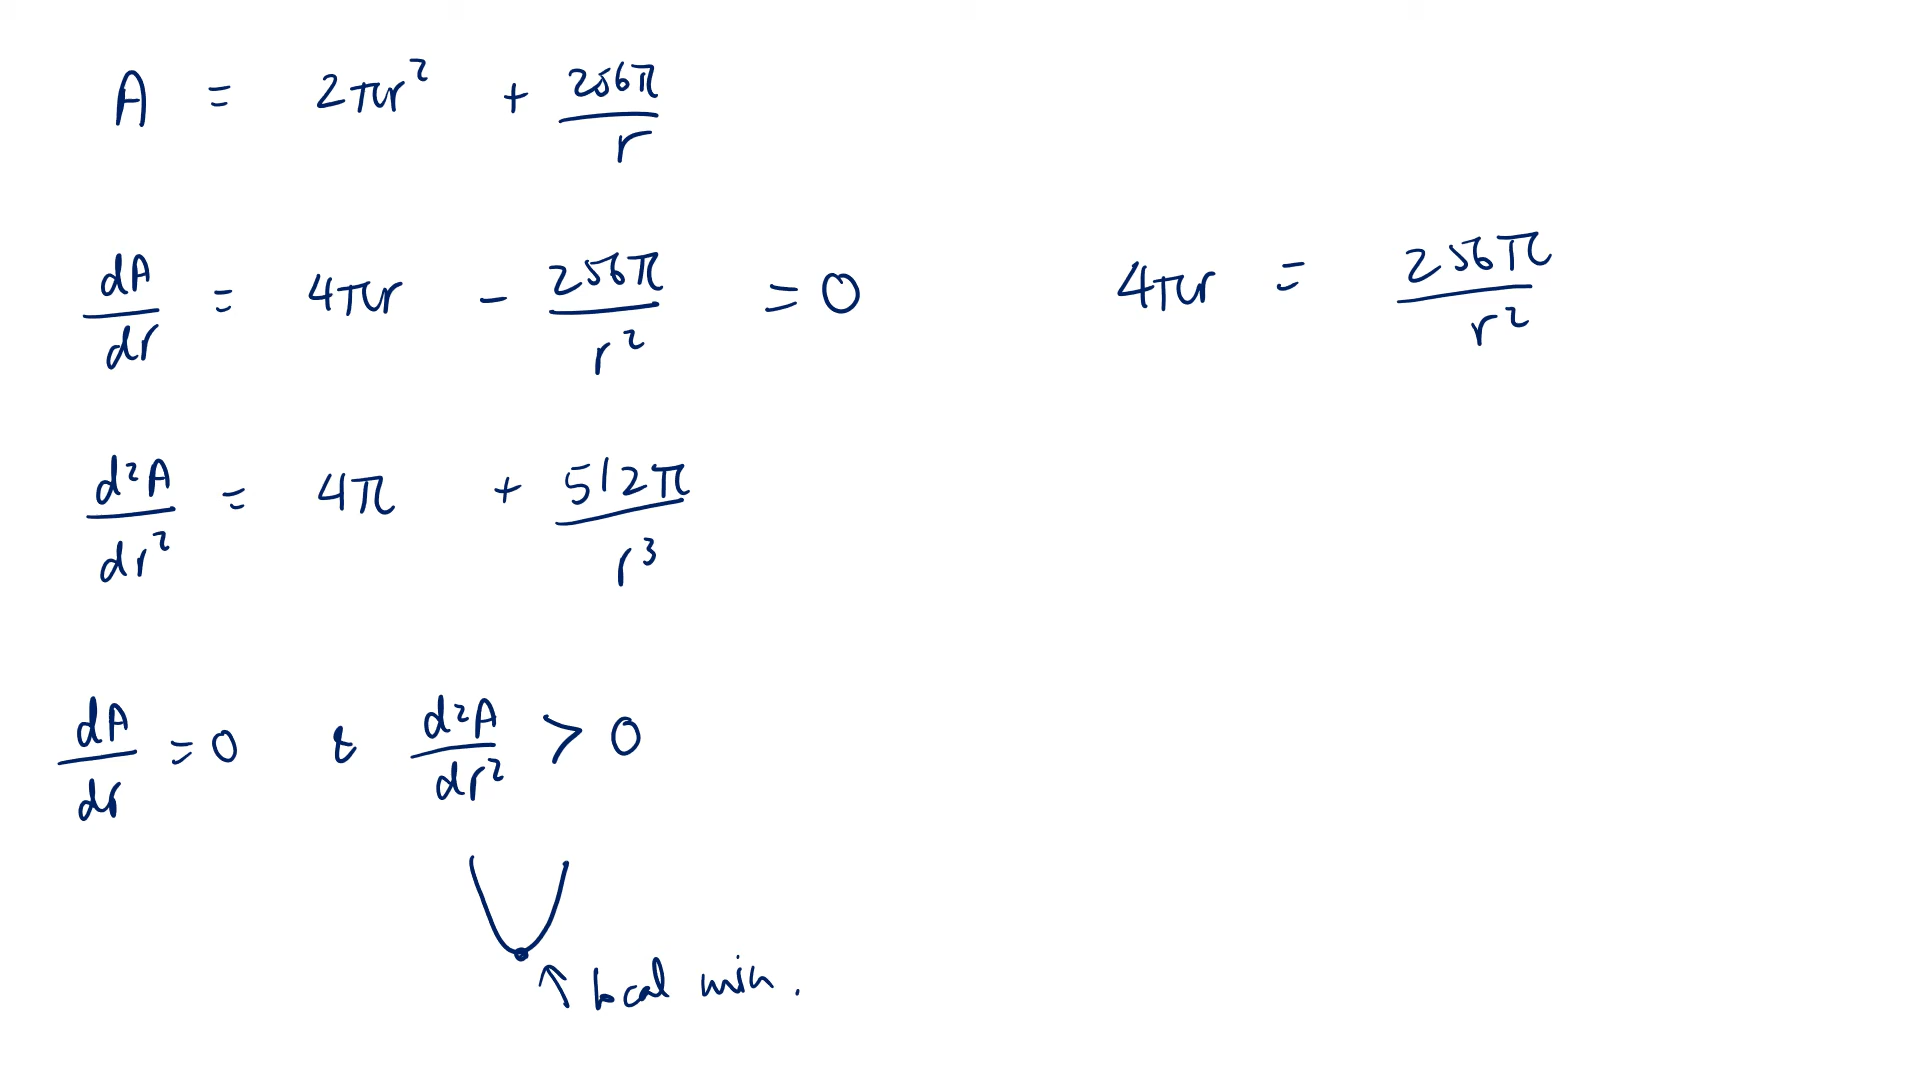 A = 2πr² + 256π/r
dA/dr = 4πr - 256π/r² = 0
4πr = 256π/r²
d²A/dr² = 4π + 512π/r³
dA/dr = 0 & d²A/dr² > 0
↑ local min.